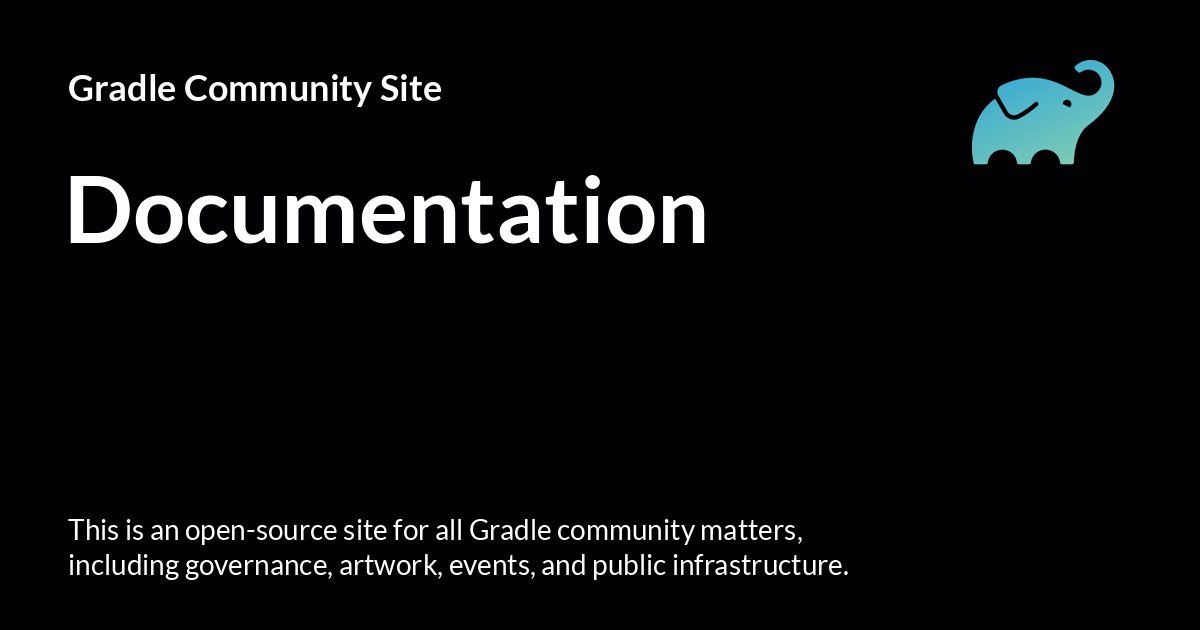 Gradle Community Site
Documentation
This is an open-source site for all Gradle community matters,
including governance, artwork, events, and public infrastructure.